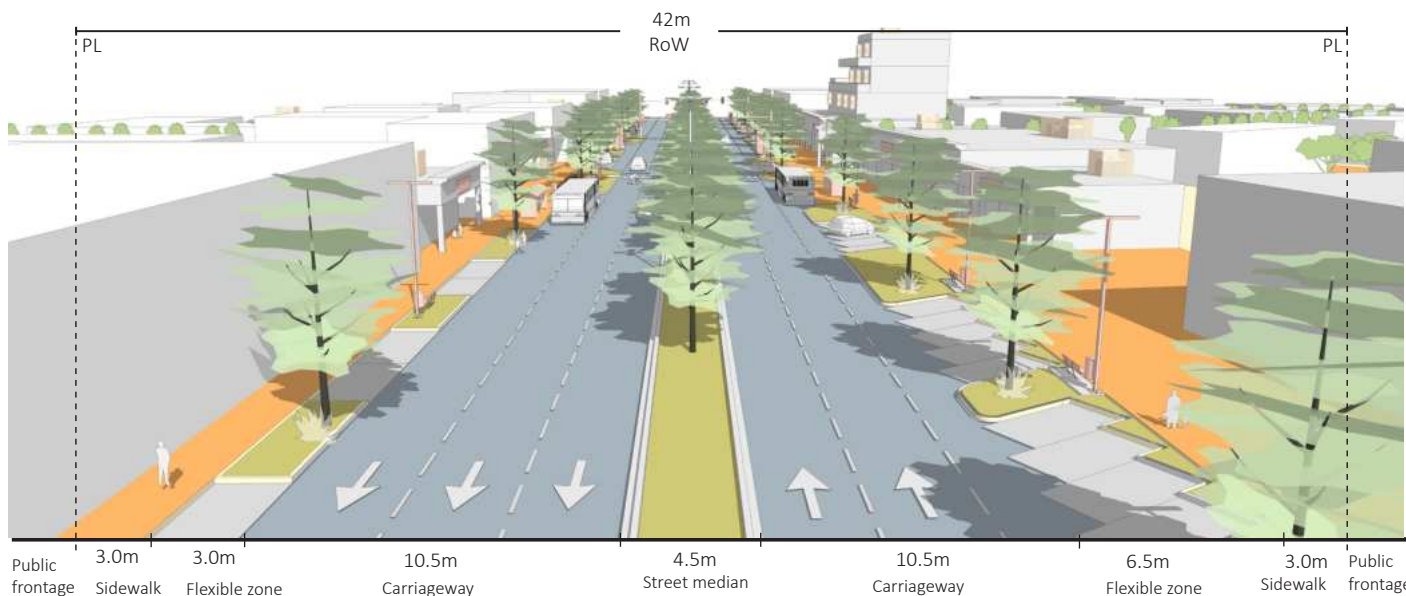 42m
RoW
PL
PL
Public
frontage
3.0m
Sidewalk
3.0m
Flexible zone
10.5m
Carriageway
4.5m
Street median
10.5m
Carriageway
6.5m
Flexible zone
3.0m
Sidewalk
Public
frontage